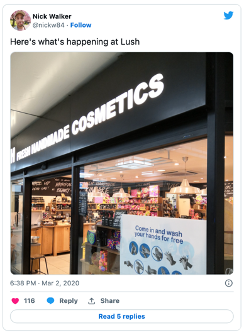 Nick Walker
@nickw84 · Follow
Here's what's happening at Lush
H FRESH HANDMADE COSMETICS
Come in and wash
your hands for free
6:38 PM · Mar 2, 2020
116 Reply Share
Read 5 replies